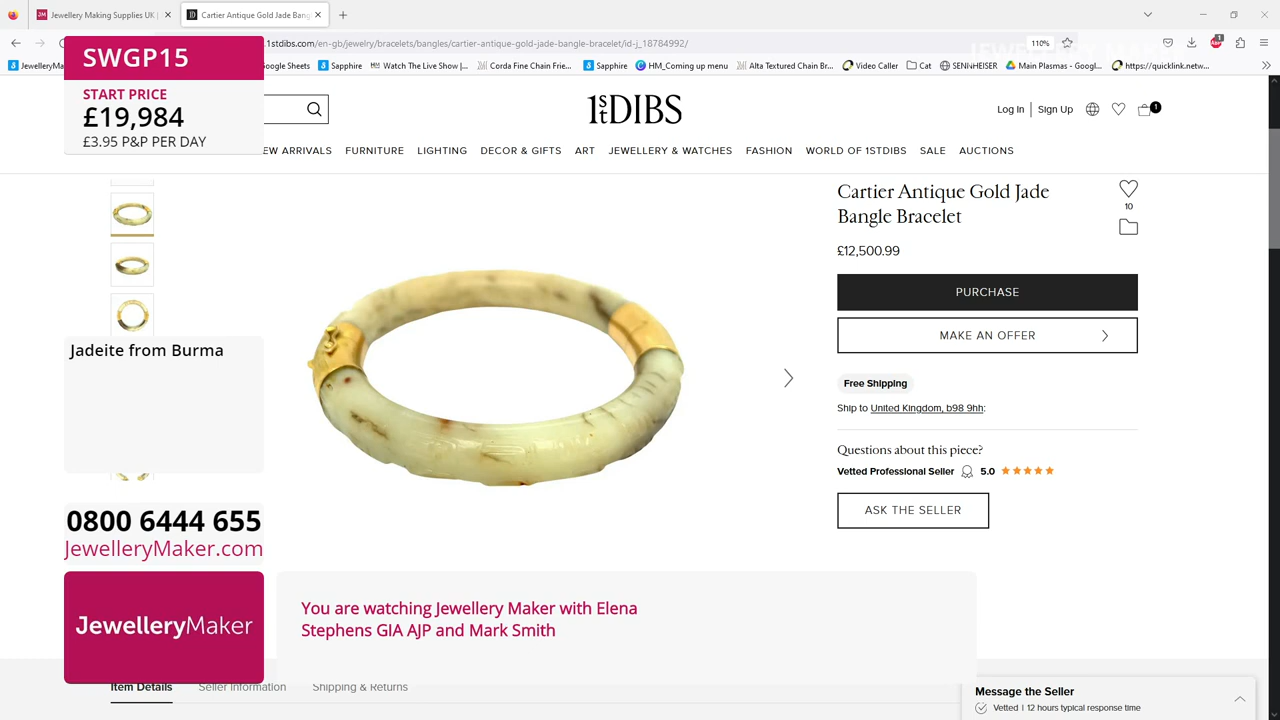 Jewellery Making Supplies UK |
Cartier Antique Gold Jade Bang
1stdibs.com/en-gb/jewelry/bracelets/bangles/cartier-antique-gold-jade-bangle-bracelet/id-j_18784992/
110%
1
JewelleryMa
Google Sheets
Sapphire
Watch The Live Show |...
Corda Fine Chain Frie...
Sapphire
HM_Coming up menu
Alta Textured Chain Br...
Video Caller
Cat
SENNHEISER
Main Plasmas - Googl...
https://quicklink.netw...
SWGP15
START PRICE
£19,984
£3.95 P&P PER DAY
1stDIBS
Log In
Sign Up
1
EW ARRIVALS
FURNITURE
LIGHTING
DECOR & GIFTS
ART
JEWELLERY & WATCHES
FASHION
WORLD OF 1STDIBS
SALE
AUCTIONS
Cartier Antique Gold Jade
Bangle Bracelet
10
£12,500.99
PURCHASE
MAKE AN OFFER
Jadeite from Burma
Free Shipping
Ship to United Kingdom, b98 9hh:
Questions about this piece?
Vetted Professional Seller
5.0
ASK THE SELLER
0800 6444 655
JewelleryMaker.com
JewelleryMaker
You are watching Jewellery Maker with Elena
Stephens GIA AJP and Mark Smith
Item Details
Seller Information
Shipping & Returns
Message the Seller
Vetted | 12 hours typical response time